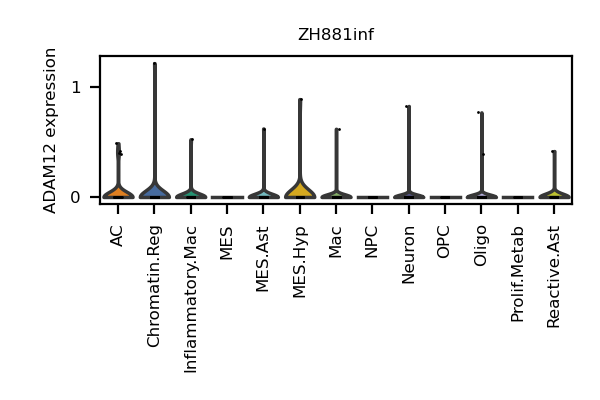 ZH881inf
ADAM12 expression
1
0
AC
Chromatin.Reg
Inflammatory.Mac
MES
MES.Ast
MES.Hyp
Mac
NPC
Neuron
OPC
Oligo
Prolif.Metab
Reactive.Ast